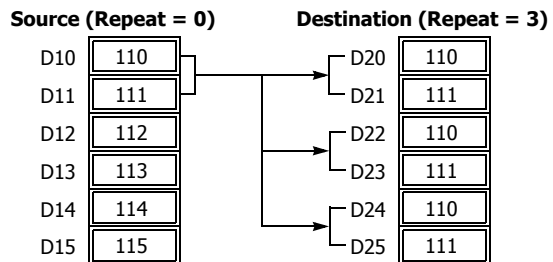 Source (Repeat = 0) Destination (Repeat = 3)
D10 110 D20 110
D11 111 D21 111
D12 112 D22 110
D13 113 D23 111
D14 114 D24 110
D15 115 D25 111